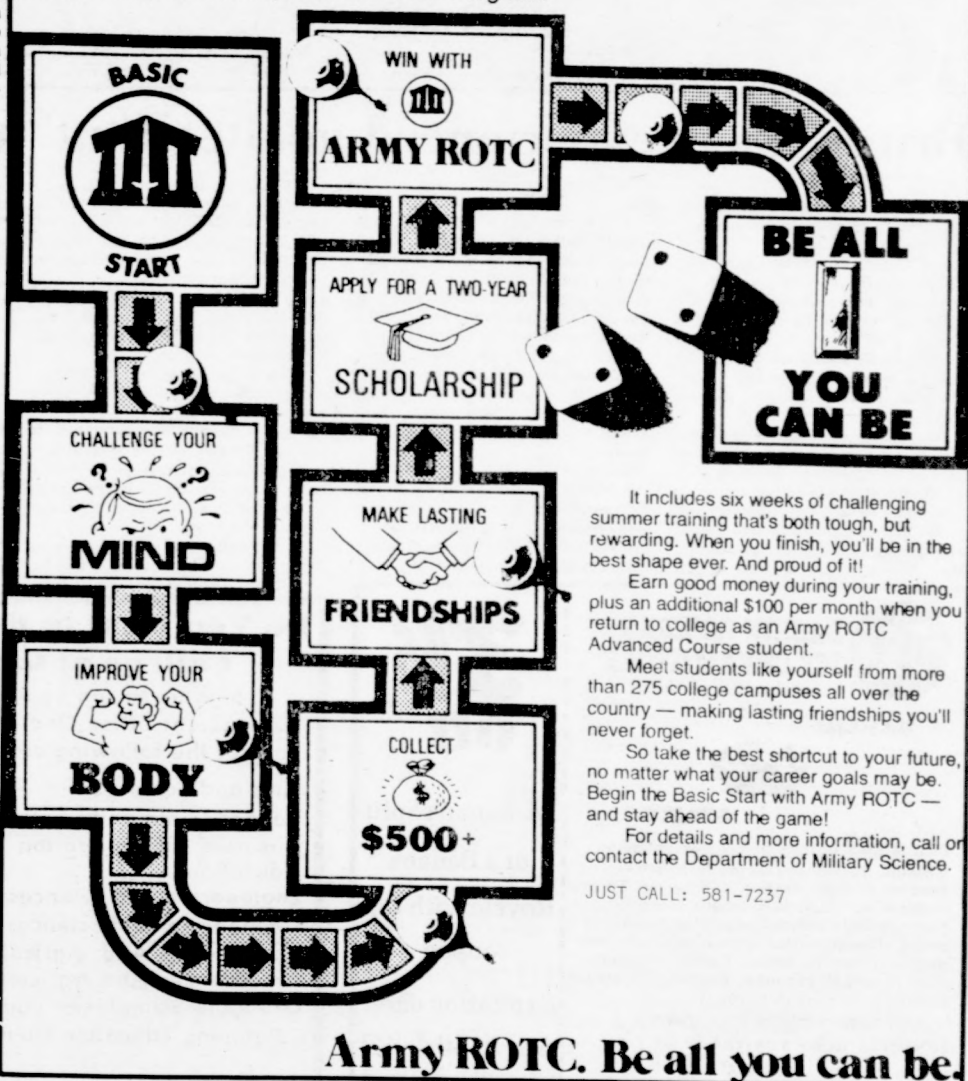 BASIC
START
CHALLENGE YOUR
MIND
IMPROVE YOUR
BODY
COLLECT
$500+
MAKE LASTING
FRIENDSHIPS
APPLY FOR A TWO-YEAR
SCHOLARSHIP
WIN WITH
ARMY ROTC
BE ALL
YOU
CAN BE
It includes six weeks of challenging
summer training that's both tough, but
rewarding. When you finish, you'll be in the
best shape ever. And proud of it!
Earn good money during your training,
plus an additional $100 per month when you
return to college as an Army ROTC
Advanced Course student.
Meet students like yourself from more
than 275 college campuses all over the
country — making lasting friendships you'll
never forget.
So take the best shortcut to your future,
no matter what your career goals may be.
Begin the Basic Start with Army ROTC —
and stay ahead of the game!
For details and more information, call or
contact the Department of Military Science.
JUST CALL: 581-7237
Army ROTC. Be all you can be.